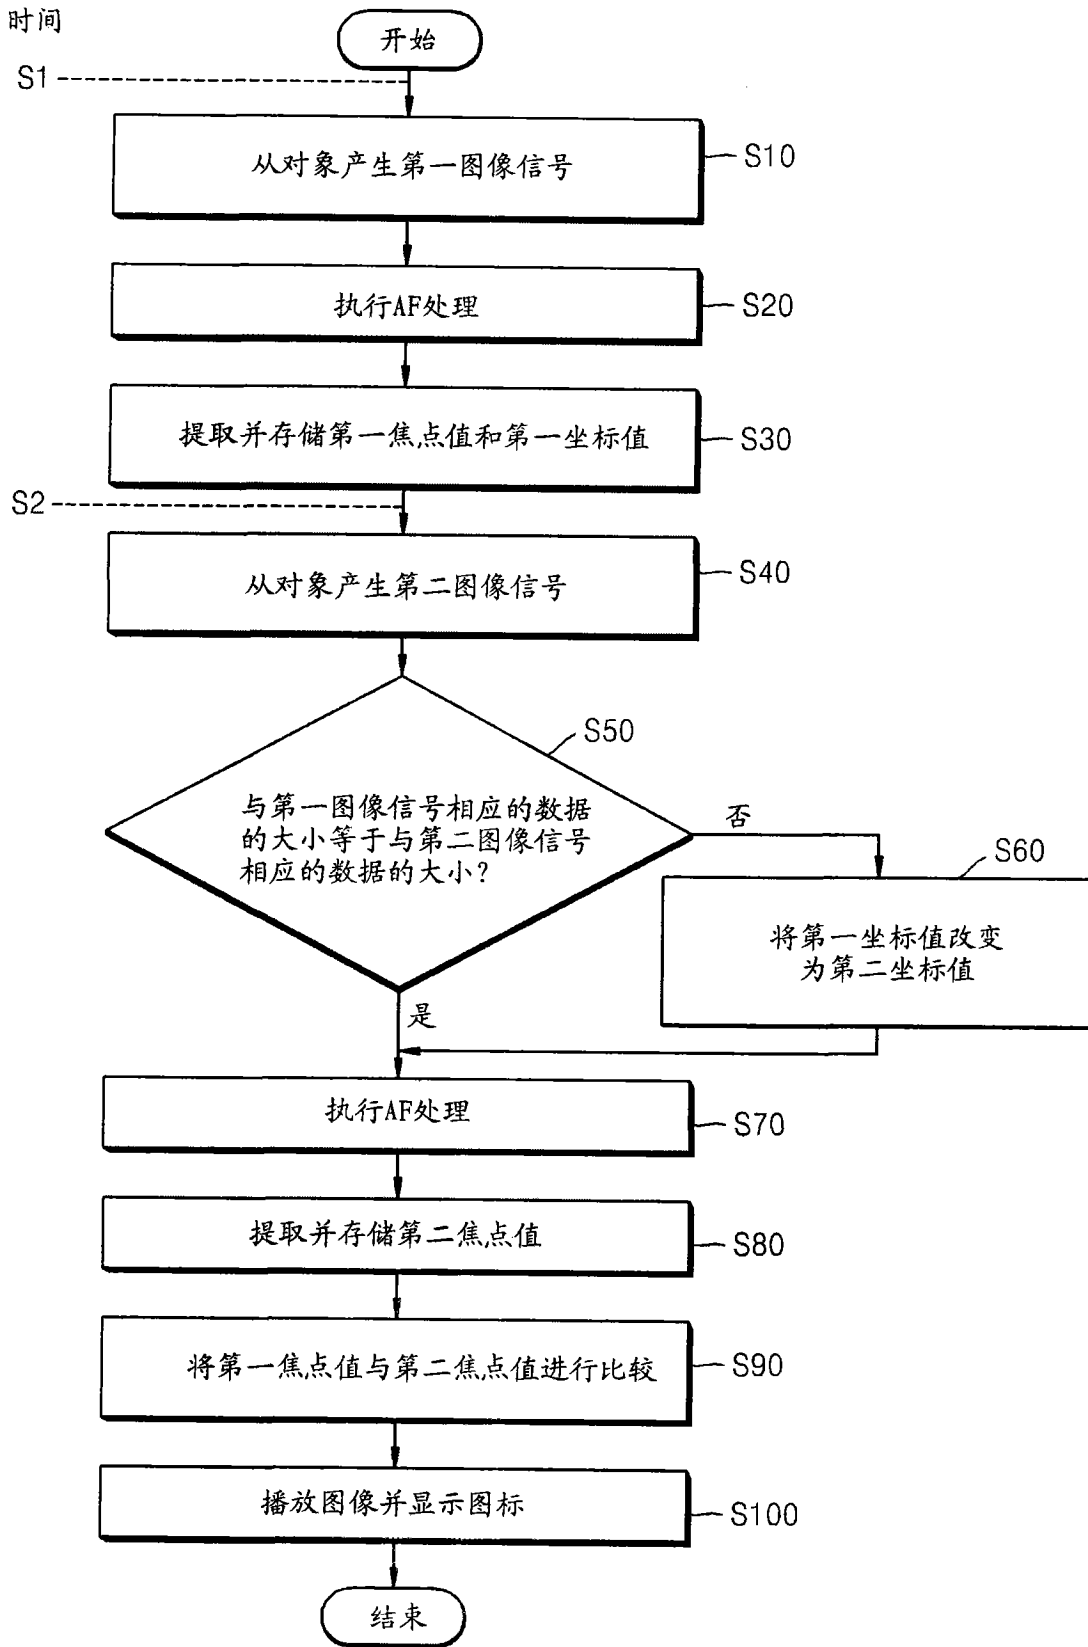 时间
开始
S1
从对象产生第一图像信号
S10
执行AF处理
S20
提取并存储第一焦点值和第一坐标值
S30
S2
从对象产生第二图像信号
S40
S50
与第一图像信号相应的数据
的大小等于与第二图像信号
相应的数据的大小?
否
S60
将第一坐标值改变
为第二坐标值
是
执行AF处理
S70
提取并存储第二焦点值
S80
将第一焦点值与第二焦点值进行比较
S90
播放图像并显示图标
S100
结束